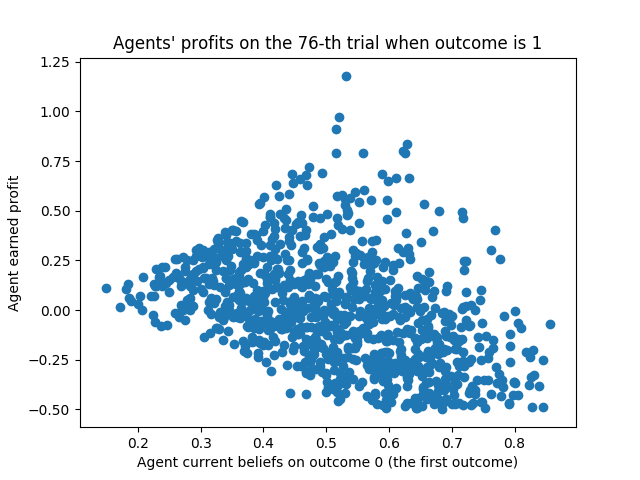 Agents' profits on the 76-th trial when outcome is 1
1.25
1.00
0.75
0.50
0.25
0.00
−0.25
−0.50
Agent earned profit
0.2 0.3 0.4 0.5 0.6 0.7 0.8
Agent current beliefs on outcome 0 (the first outcome)